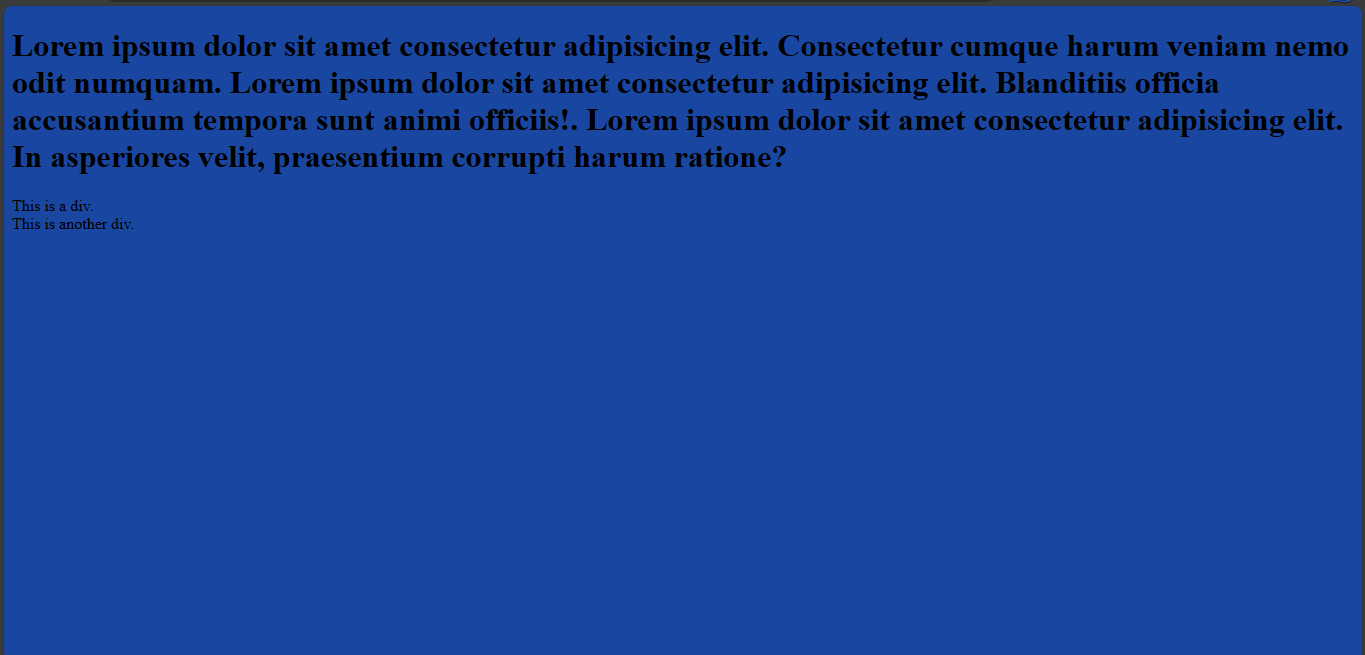 Lorem ipsum dolor sit amet consectetur adipisicing elit. Consectetur cumque harum veniam nemo
odit numquam. Lorem ipsum dolor sit amet consectetur adipisicing elit. Blanditiis officia
accusantium tempora sunt animi officiis!. Lorem ipsum dolor sit amet consectetur adipisicing elit.
In asperiores velit, praesentium corrupti harum ratione?
This is a div.
This is another div.